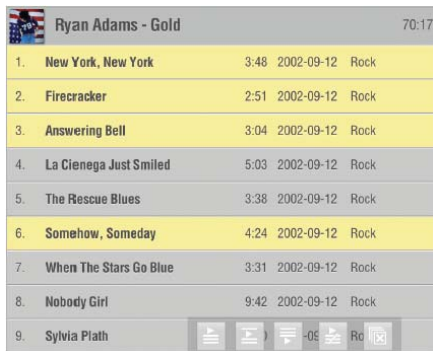 Ryan Adams - Gold 70:17
1. New York, New York 3:48 2002-09-12 Rock
2. Firecracker 2:51 2002-09-12 Rock
3. Answering Bell 3:04 2002-09-12 Rock
4. La Cienega Just Smiled 5:03 2002-09-12 Rock
5. The Rescue Blues 3:38 2002-09-12 Rock
6. Somehow, Someday 4:24 2002-09-12 Rock
7. When The Stars Go Blue 3:31 2002-09-12 Rock
8. Nobody Girl 9:42 2002-09-12 Rock
9. Sylvia Plath